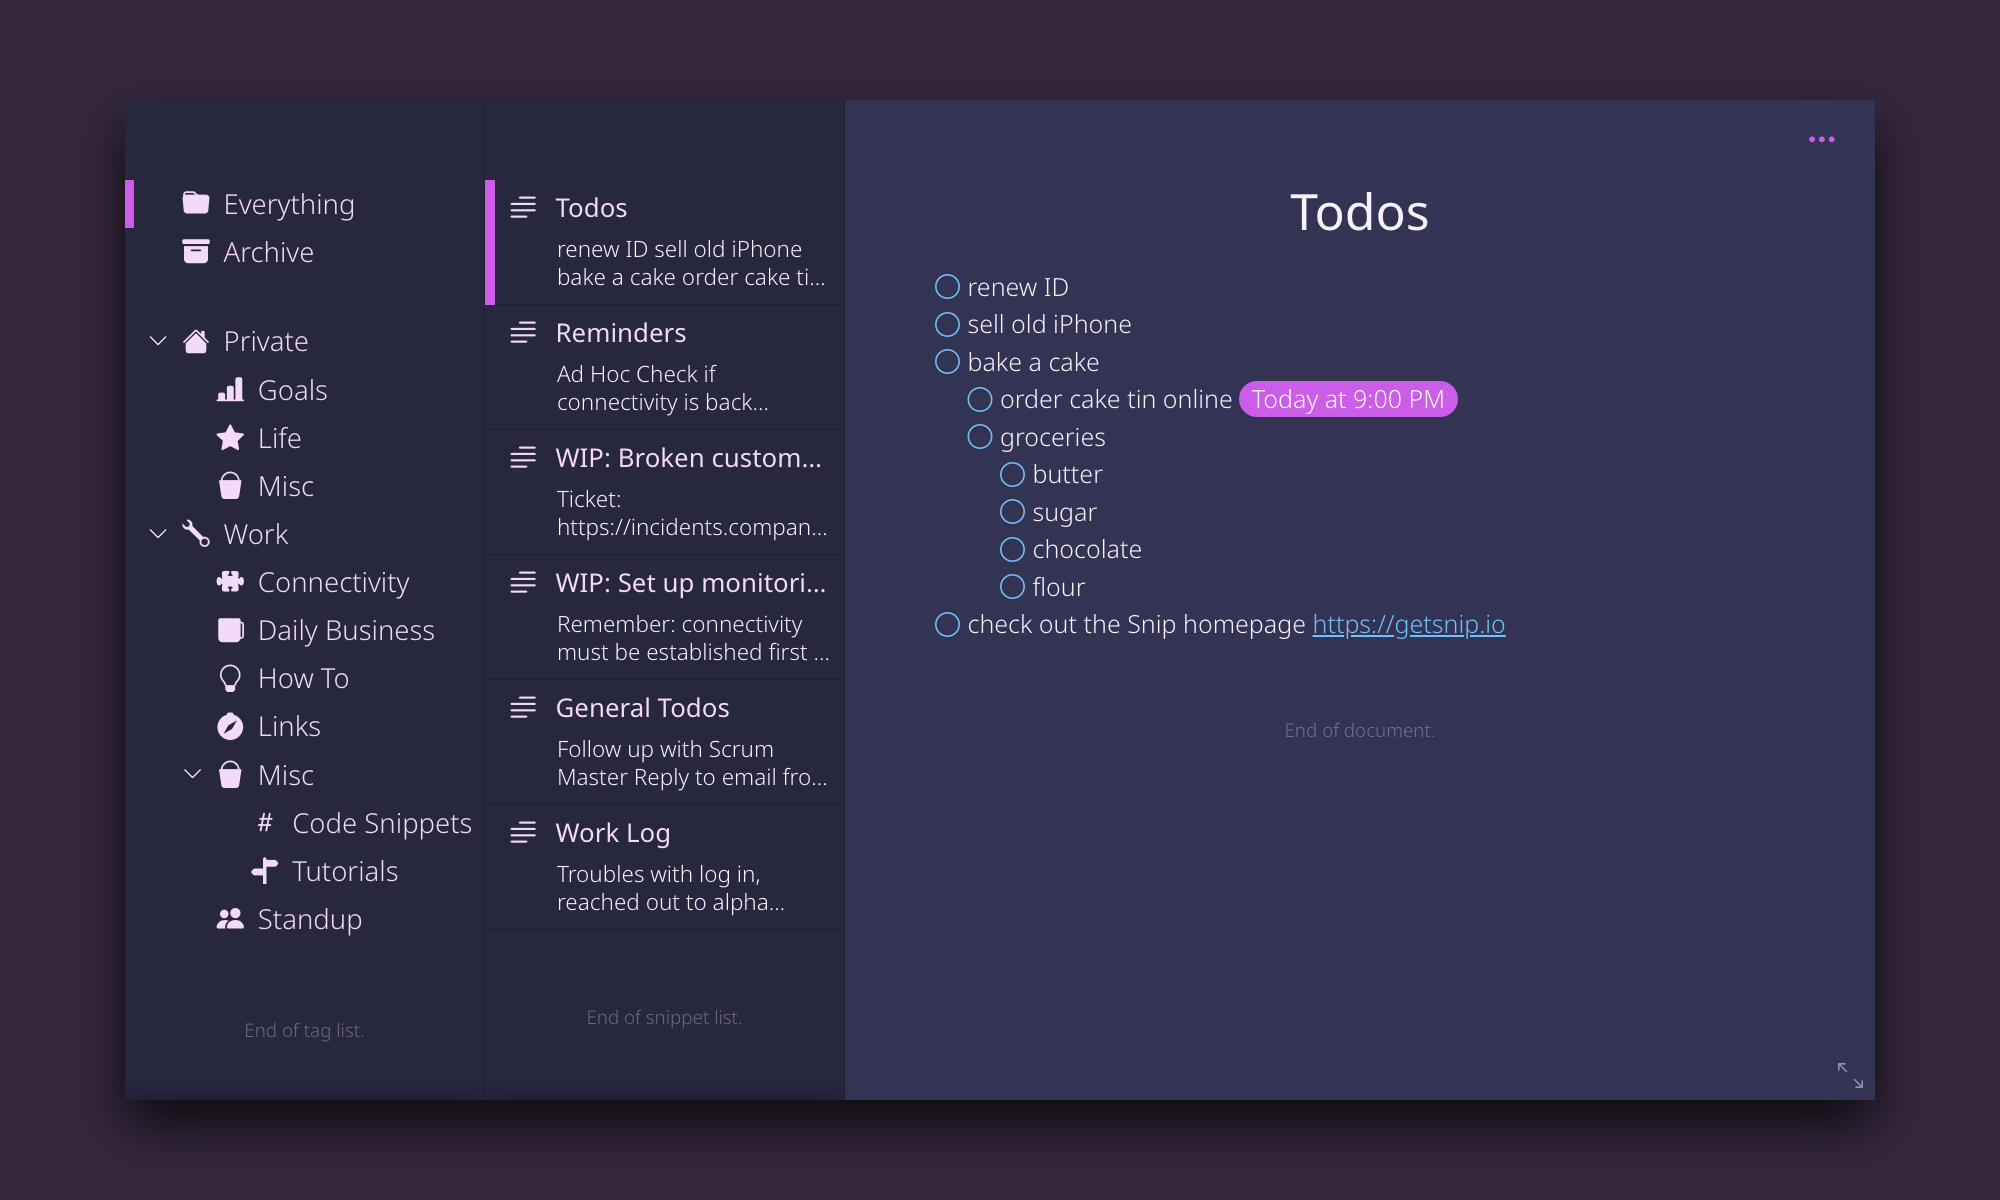 Everything
Archive
Private
Goals
Life
Misc
Work
Connectivity
Daily Business
How To
Links
Misc
# Code Snippets
Tutorials
Standup
End of tag list.
Todos
renew ID sell old iPhone
bake a cake order cake ti...
Reminders
Ad Hoc Check if
connectivity is back...
WIP: Broken custom...
Ticket:
https://incidents.compan...
WIP: Set up monitori...
Remember: connectivity
must be established first ...
General Todos
Follow up with Scrum
Master Reply to email fro...
Work Log
Troubles with log in,
reached out to alpha...
End of snippet list.
Todos
renew ID
sell old iPhone
bake a cake
order cake tin online Today at 9:00 PM
groceries
butter
sugar
chocolate
flour
check out the Snip homepage https://getsnip.io
End of document.